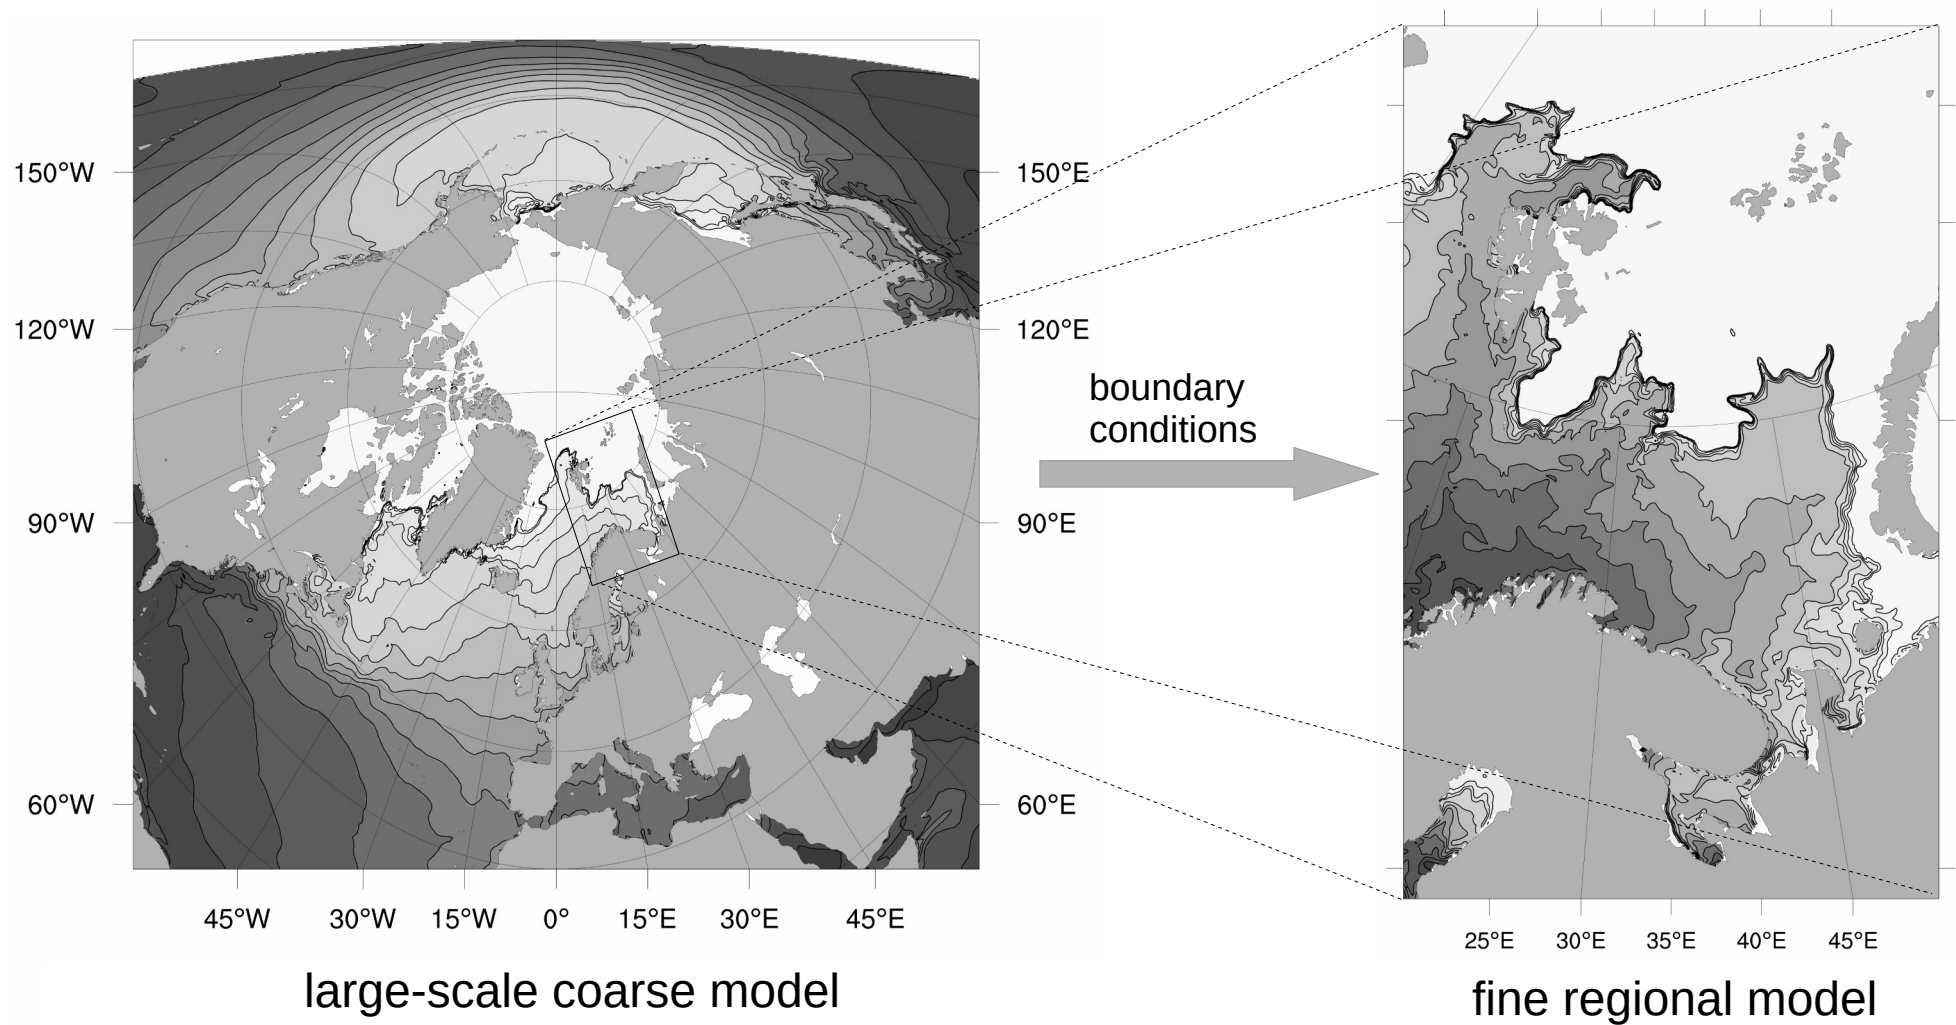 150°W
150°E
120°W
120°E
boundary
conditions
90°W
90°E
60°W
60°E
45°W 30°W 15°W 0° 15°E 30°E 45°E
25°E 30°E 35°E 40°E 45°E
large-scale coarse model
fine regional model